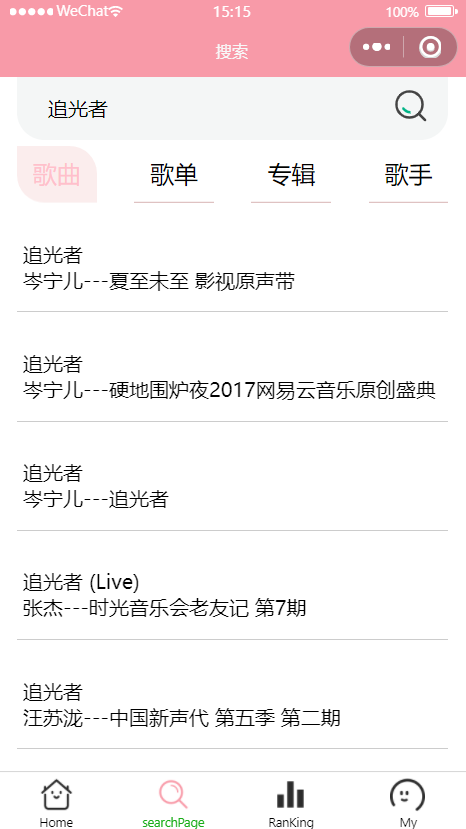 WeChat 15:15 100%
搜索
追光者
歌曲 歌单 专辑 歌手
追光者
岑宁儿---夏至未至 影视原声带
追光者
岑宁儿---硬地围炉夜2017网易云音乐原创盛典
追光者
岑宁儿---追光者
追光者 (Live)
张杰---时光音乐会老友记 第7期
追光者
汪苏泷---中国新声代 第五季 第二期
Home searchPage RanKing My